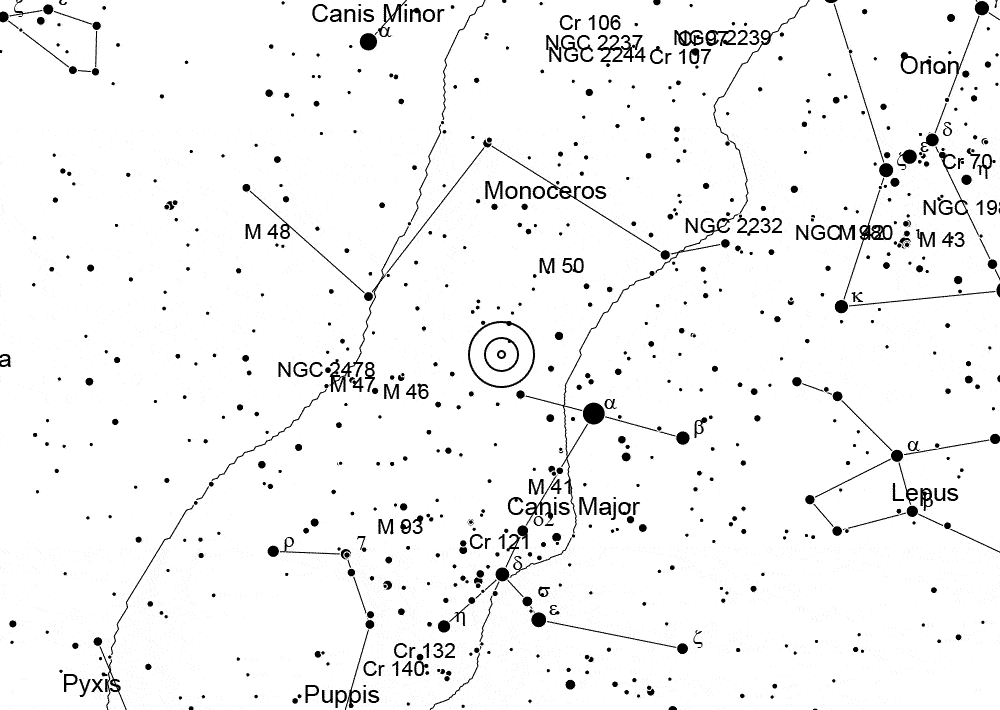 ζ ε
Canis Minor
α
Cr 106
NGC 2237
NGC 2239
NGC 2244
Cr 107
Orion
δ
ε
ζ
Cr 70
η
Monoceros
M 48
NGC 2232
NGC 198
M 43
ι
M 50
κ
a
NGC 2478
M 47
M 46
α
β
α
Lepus
β
M 41
Canis Major
ο2
M 93
Cr 121
ρ
δ
σ
ε
η
ζ
Cr 132
Cr 140
Pyxis
Puppis